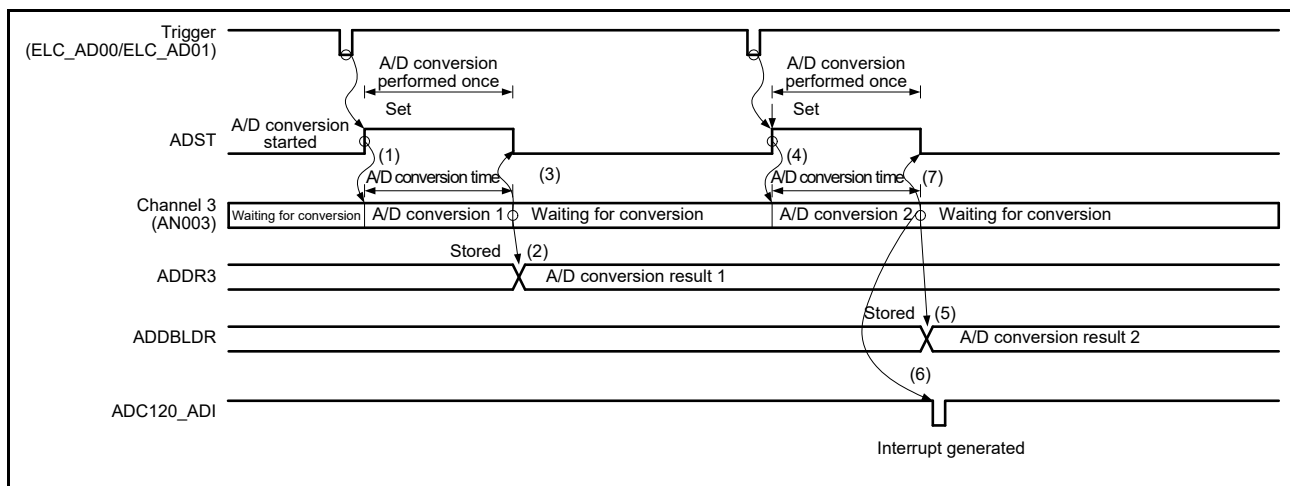 Trigger
(ELC_AD00/ELC_AD01)
A/D conversion
performed once
A/D conversion
performed once
Set
Set
A/D conversion
started
ADST
(1)
(3)
(4)
(7)
A/D conversion time
A/D conversion time
Channel 3
(AN003)
Waiting for conversion
A/D conversion 1
Waiting for conversion
A/D conversion 2
Waiting for conversion
Stored
(2)
ADDR3
A/D conversion result 1
Stored
(5)
ADDBLDR
A/D conversion result 2
(6)
ADC120_ADI
Interrupt generated